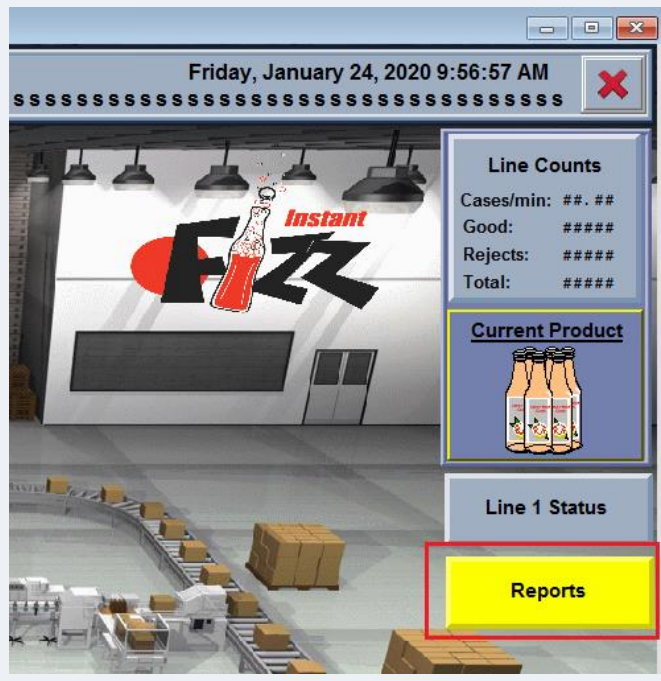 Friday, January 24, 2020 9:56:57 AM
s s s s s s s s s s s s s s s s s s s s s s s s s s s s s s s s s s s
Instant
Fizz
Line Counts
Cases/min: ##.##
Good: #####
Rejects: #####
Total: #####
Current Product
Line 1 Status
Reports